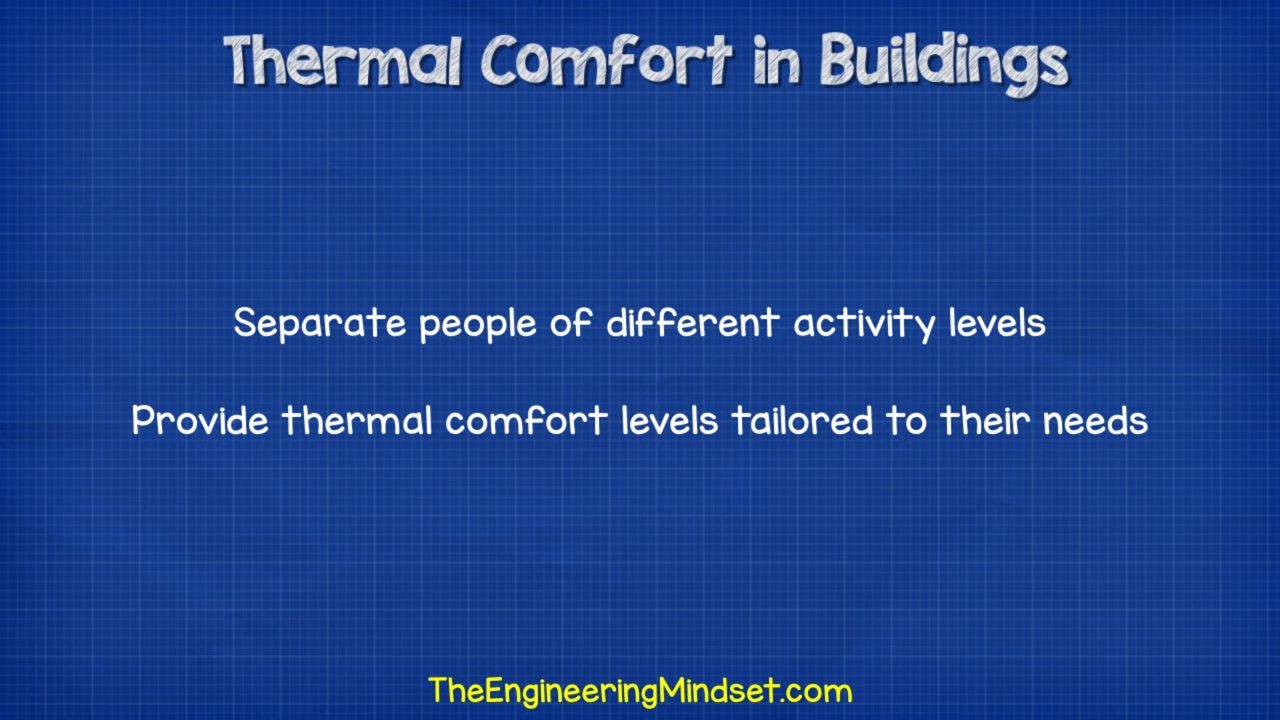 Thermal Comfort in Buildings
Separate people of different activity levels
Provide thermal comfort levels tailored to their needs
TheEngineeringMindset.com